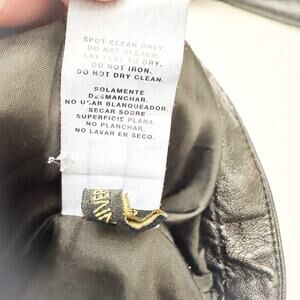 SPOT CLEAN ONLY.
DO NOT BLEACH.
LAY FLAT TO DRY.
DO NOT IRON.
DO NOT DRY CLEAN.
SOLAMENTE
DESMANCHAR.
NO USAR BLANQUEADOR.
SECAR SOBRE
SUPERFICIE PLANA.
NO PLANCHAR.
NO LAVAR EN SECO.